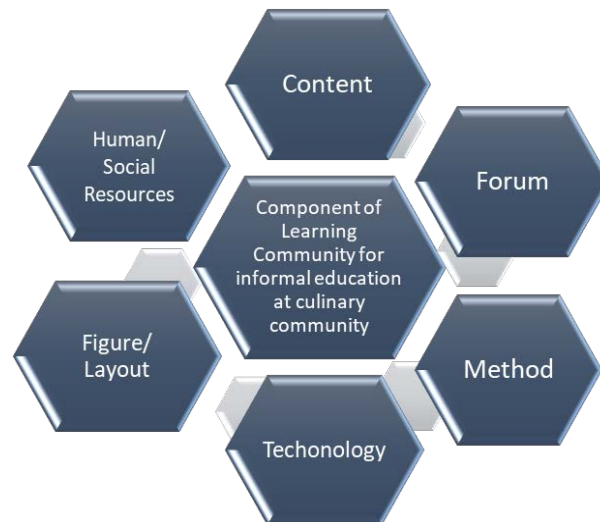 Content
Human/
Social
Resources
Forum
Component of
Learning
Community for
informal education
at culinary
community
Figure/
Layout
Method
Techonology